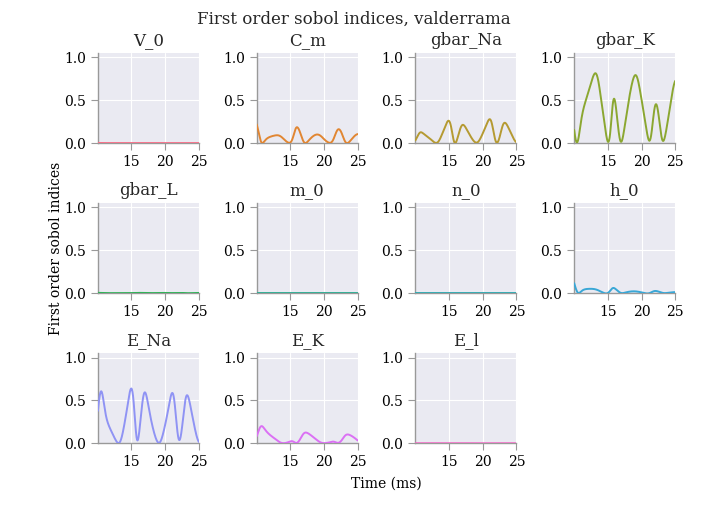 First order sobol indices, valderrama
V_0 C_m gbar_Na gbar_K
1.0 1.0 1.0 1.0
0.5 0.5 0.5 0.5
0.0 0.0 0.0 0.0
15 20 25 15 20 25 15 20 25 15 20 25
gbar_L m_0 n_0 h_0
1.0 1.0 1.0 1.0
0.5 0.5 0.5 0.5
0.0 0.0 0.0 0.0
15 20 25 15 20 25 15 20 25 15 20 25
First order sobol indices
E_Na E_K E_l
1.0 1.0 1.0
0.5 0.5 0.5
0.0 0.0 0.0
15 20 25 15 20 25 15 20 25
Time (ms)